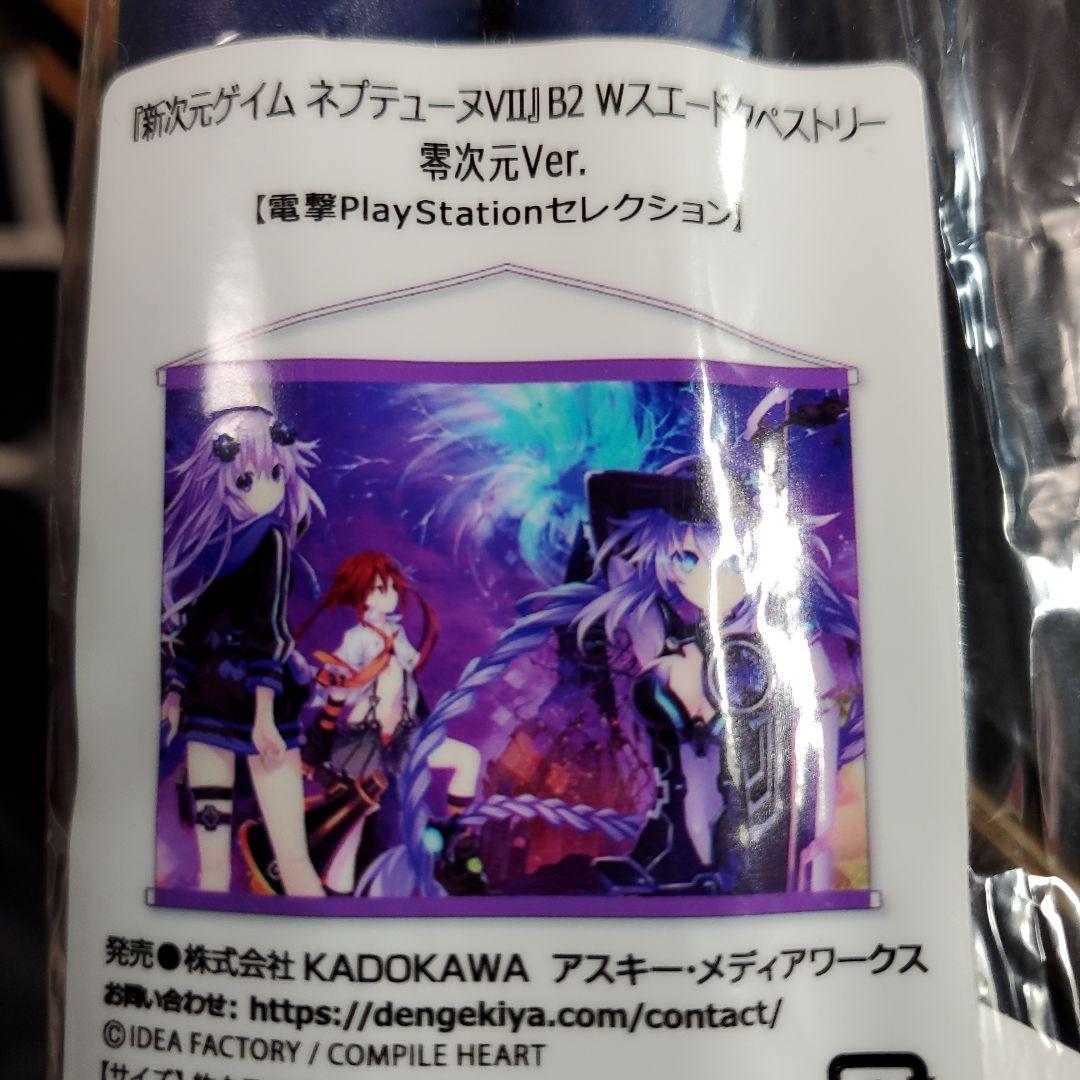 『新次元ゲイム ネプテューヌVII』B2 Wスエードタペストリー
零次元Ver.
【電撃PlayStationセレクション】
発売●株式会社 KADOKAWA アスキー・メディアワークス
お問い合わせ: https://dengekiya.com/contact/
©IDEA FACTORY / COMPILE HEART
【サイズ】